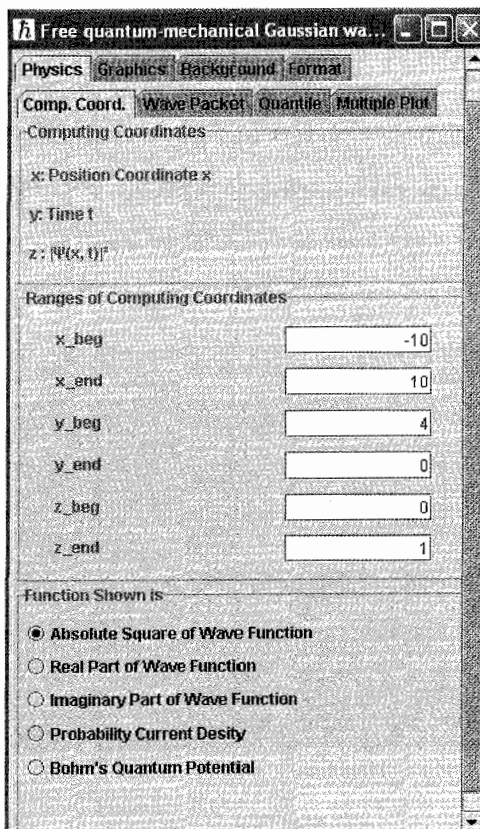 ħ Free quantum-mechanical Gaussian wa...
Physics Graphics Background Format
Comp. Coord. Wave Packet Quantile Multiple Plot
Computing Coordinates
x: Position Coordinate x
y: Time t
z : |Ψ(x, t)|²
Ranges of Computing Coordinates
x_beg -10
x_end 10
y_beg 4
y_end 0
z_beg 0
z_end 1
Function Shown is
Absolute Square of Wave Function
Real Part of Wave Function
Imaginary Part of Wave Function
Probability Current Desity
Bohm's Quantum Potential